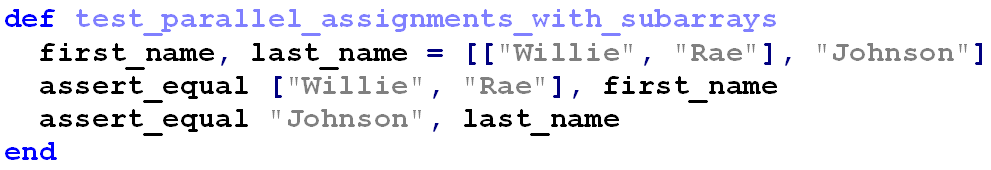 def test_parallel_assignments_with_subarrays
  first_name, last_name = [["Willie", "Rae"], "Johnson"]
  assert_equal ["Willie", "Rae"], first_name
  assert_equal "Johnson", last_name
end